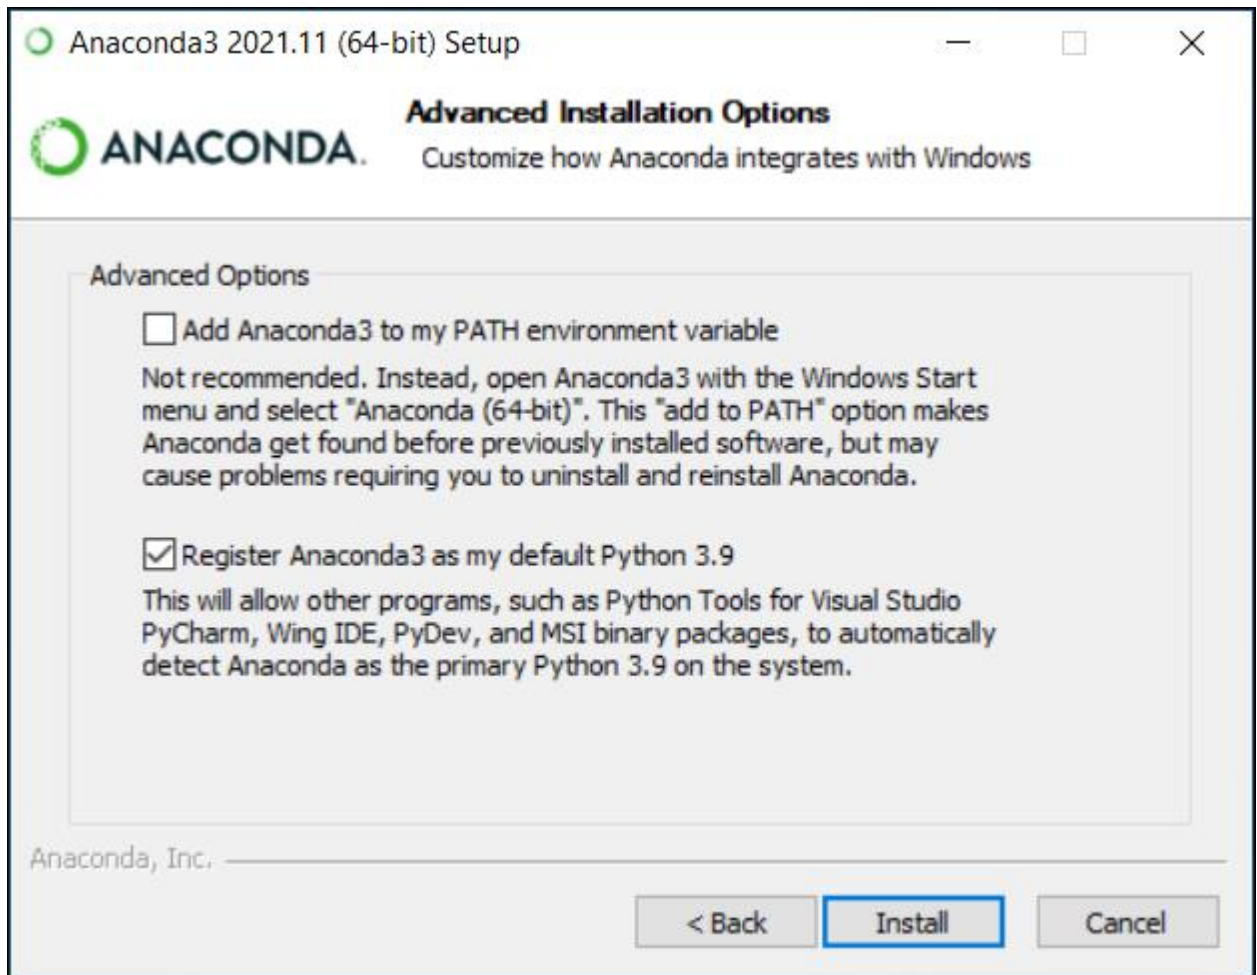 Anaconda3 2021.11 (64-bit) Setup
ANACONDA.
Advanced Installation Options
Customize how Anaconda integrates with Windows
Advanced Options
Add Anaconda3 to my PATH environment variable
Not recommended. Instead, open Anaconda3 with the Windows Start
menu and select "Anaconda (64-bit)". This "add to PATH" option makes
Anaconda get found before previously installed software, but may
cause problems requiring you to uninstall and reinstall Anaconda.
Register Anaconda3 as my default Python 3.9
This will allow other programs, such as Python Tools for Visual Studio
PyCharm, Wing IDE, PyDev, and MSI binary packages, to automatically
detect Anaconda as the primary Python 3.9 on the system.
Anaconda, Inc.
< Back Install Cancel